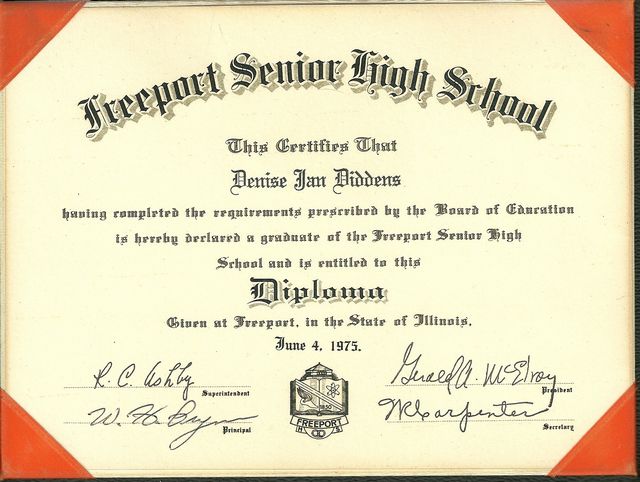 Freeport Senior High School
This Certifies That
Denise Jan Diddens
having completed the requirements prescribed by the Board of Education
is hereby declared a graduate of the Freeport Senior High
School and is entitled to this
Diploma
Given at Freeport, in the State of Illinois,
June 4, 1975.
R. C. Ashby
Superintendent
Gerald A. McElroy
President
W. H.
Principal
FREEPORT
H S
W Carpenter
Secretary